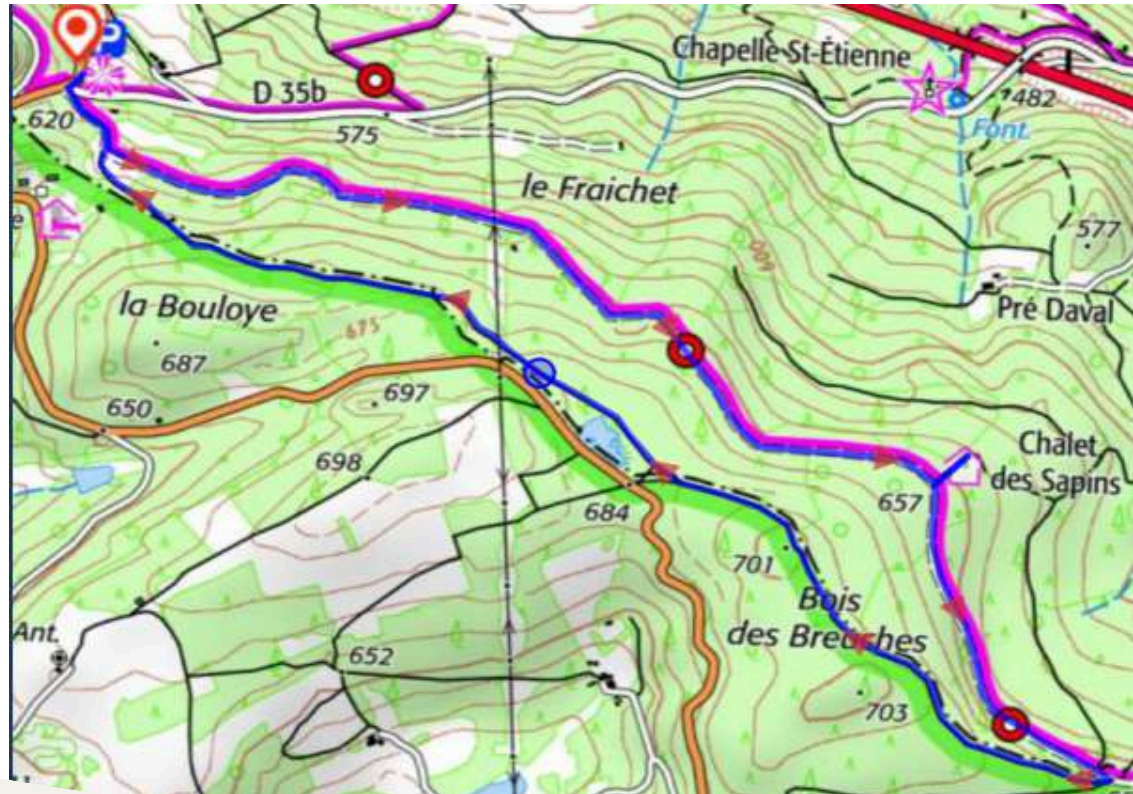 P
Chapelle St-Étienne
D 35b
482
Font.
620
575
le Fraichet
577
600
Pré Daval
la Bouloye
675
687
697
650
Chalet
des Sapins
698
657
684
701
Bois
des Breuches
Ant.
652
703